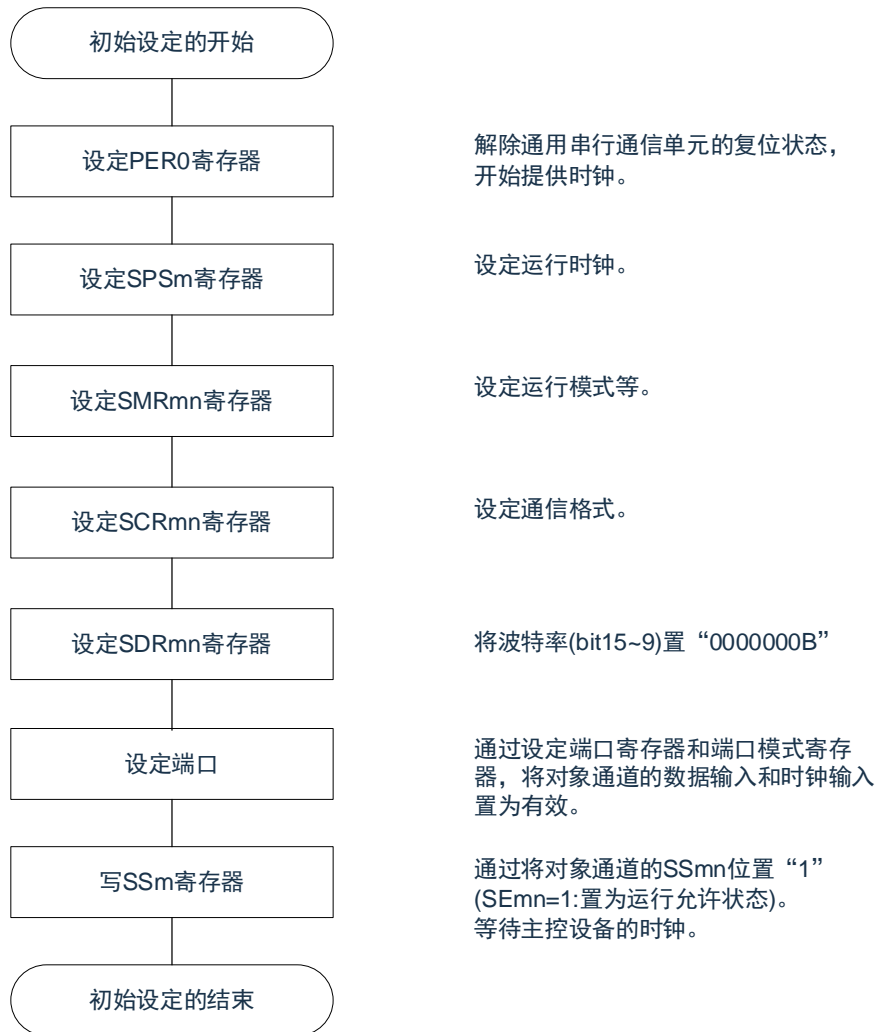 初始设定的开始
设定PER0寄存器
解除通用串行通信单元的复位状态，
开始提供时钟。
设定SPSm寄存器
设定运行时钟。
设定SMRmn寄存器
设定运行模式等。
设定SCRmn寄存器
设定通信格式。
设定SDRmn寄存器
将波特率(bit15~9)置“0000000B”
设定端口
通过设定端口寄存器和端口模式寄存
器，将对象通道的数据输入和时钟输入
置为有效。
写SSm寄存器
通过将对象通道的SSmn位置“1”
(SEmn=1:置为运行允许状态)。
等待主控设备的时钟。
初始设定的结束